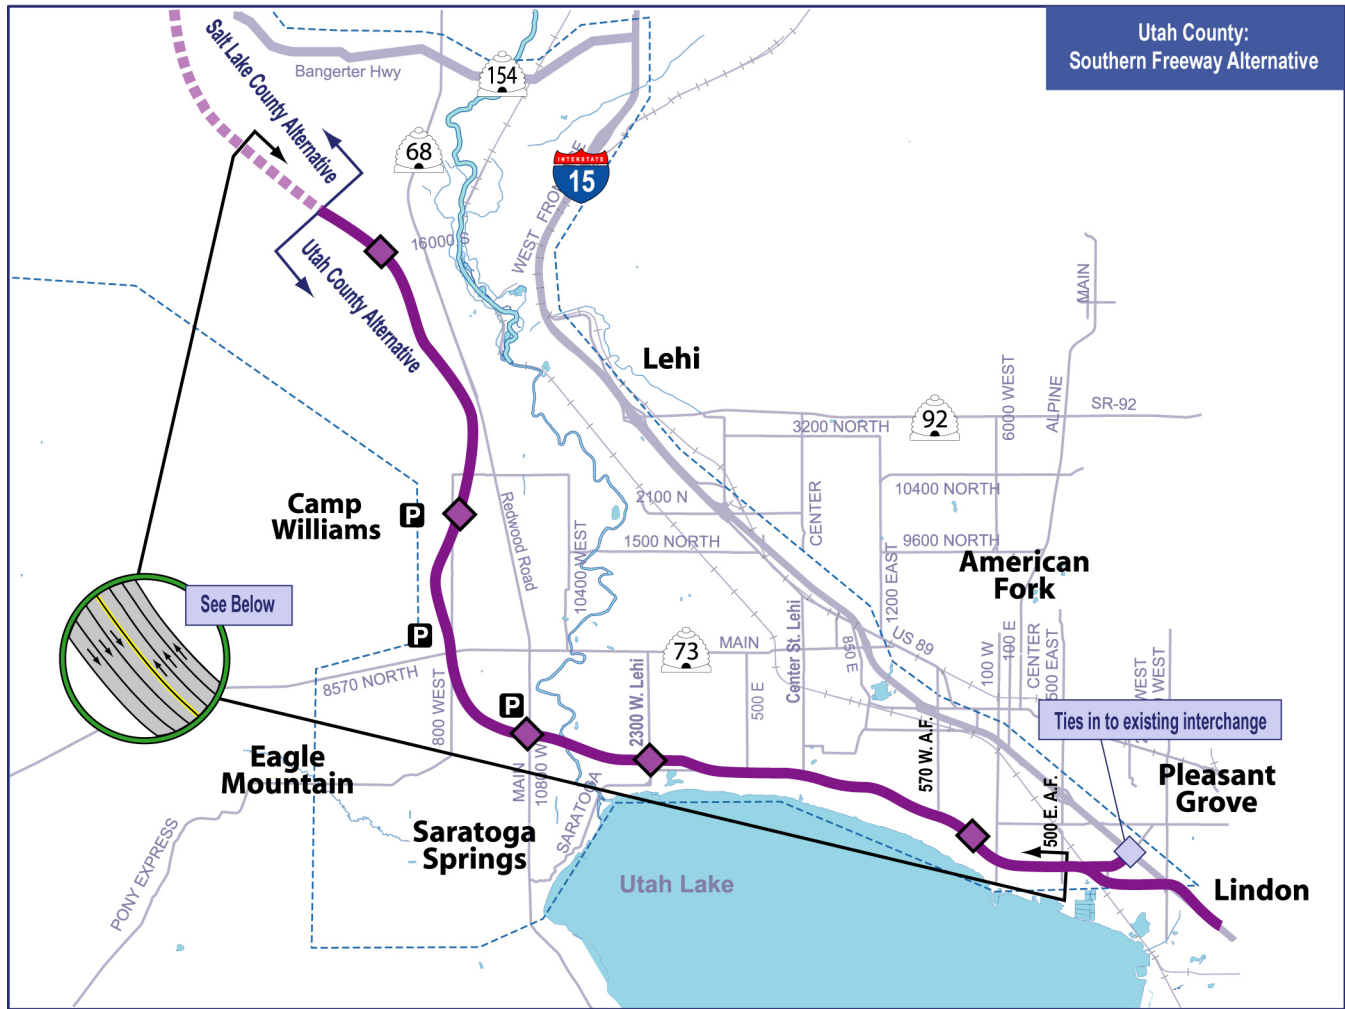 Utah County:
Southern Freeway Alternative
Salt Lake County Alternative
Bangerter Hwy
154
68
INTERSTATE
15
WEST FRON
E
16000 S
Utah County Alternative
MAIN
Lehi
6000 WEST
ALPINE
SR-92
92
3200 NORTH
Camp
Williams
P
Redwood Road
2100 N
CENTER
10400 NORTH
1500 NORTH
9600 NORTH
10400 WEST
1200 EAST
American
Fork
See Below
P
73
MAIN
Center St. Lehi
850 E
US 89
100 W
100 E
CENTER
500 EAST
WEST
WEST
8570 NORTH
800 WEST
2300 W. Lehi
500 E
P
Ties in to existing interchange
Eagle
Mountain
MAIN
10800 W
570 W. A.F.
Pleasant
Grove
SARATOGA
500 E. A.F.
Saratoga
Springs
PONY EXPRESS
Utah Lake
Lindon